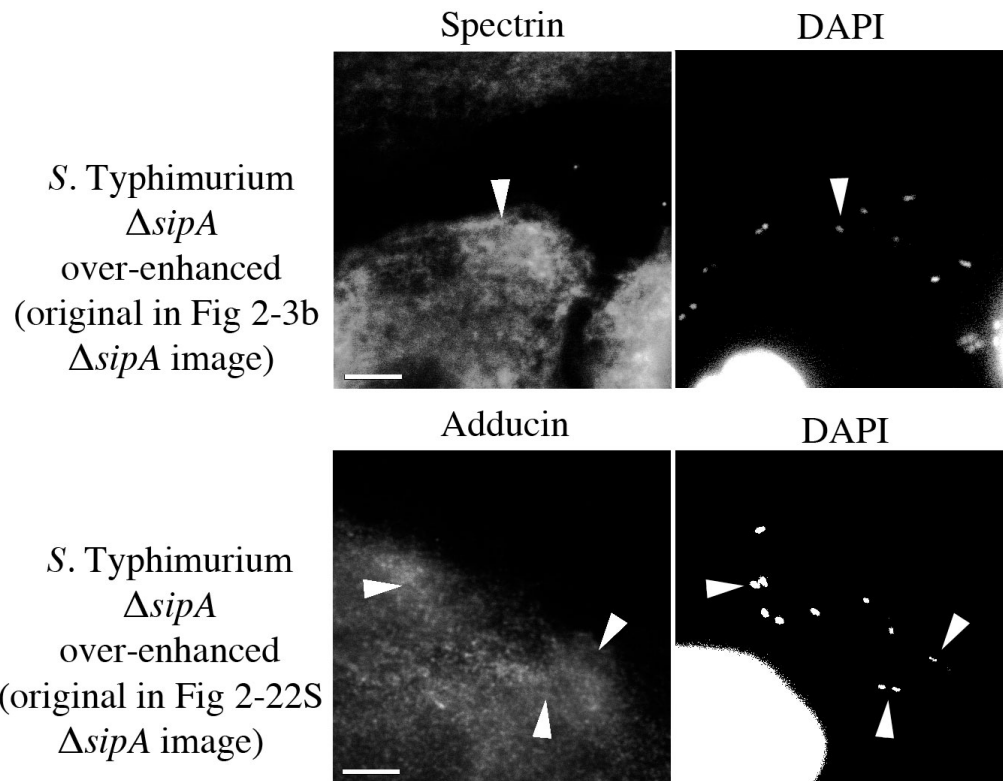 Spectrin
DAPI
S. Typhimurium
ΔsipA
over-enhanced
(original in Fig 2-3b
ΔsipA image)
Adducin
DAPI
S. Typhimurium
ΔsipA
over-enhanced
(original in Fig 2-22S
ΔsipA image)